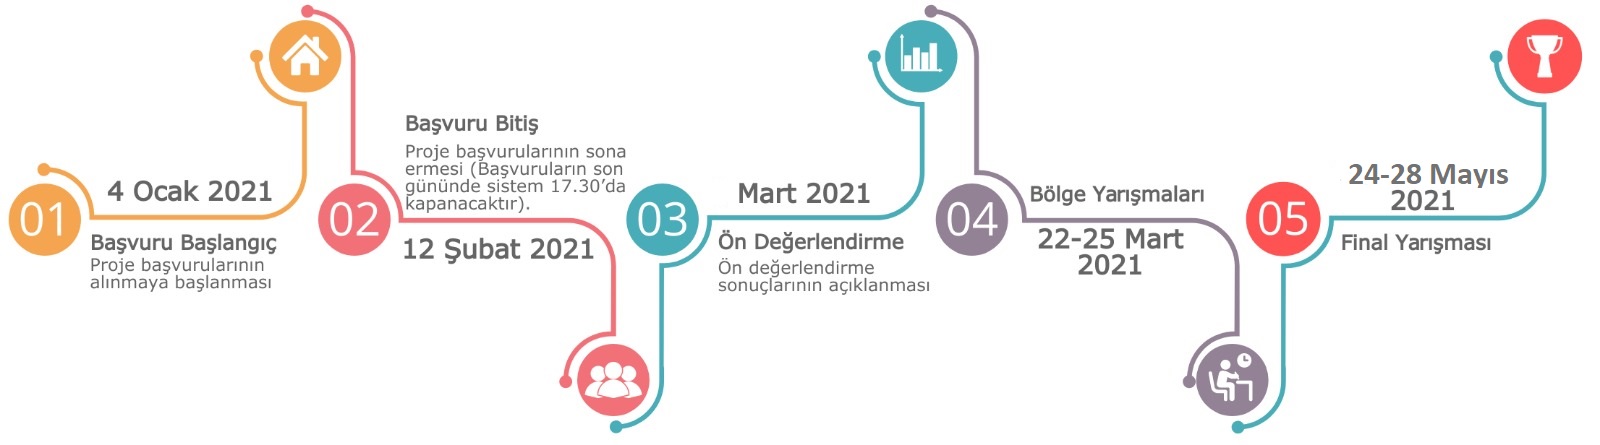 01
4 Ocak 2021
Başvuru Başlangıç
Proje başvurularının
alınmaya başlanması
02
Başvuru Bitiş
Proje başvurularının sona
ermesi (Başvuruların son
gününde sistem 17.30’da
kapanacaktır).
12 Şubat 2021
03
Mart 2021
Ön Değerlendirme
Ön değerlendirme
sonuçlarının açıklanması
04
Bölge Yarışmaları
22-25 Mart
2021
05
24-28 Mayıs
2021
Final Yarışması